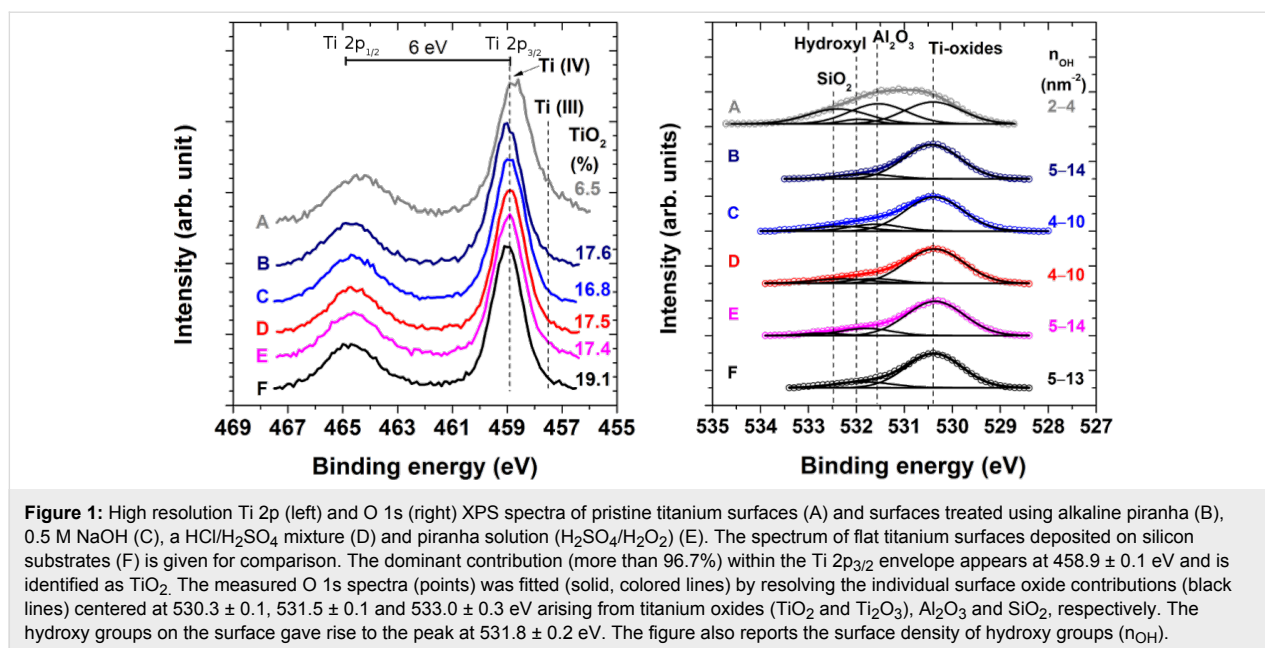 Ti 2p1/2 6 eV Ti 2p3/2
Ti (IV)
Ti (III)
TiO2
(%)
6.5
17.6
16.8
17.5
17.4
19.1
A
B
C
D
E
F
Intensity (arb. unit)
469 467 465 463 461 459 457 455
Binding energy (eV)
Hydroxyl Al2O3 Ti-oxides
SiO2
nOH
(nm-2)
A 2–4
B 5–14
C 4–10
D 4–10
E 5–14
F 5–13
Intensity (arb. units)
535 534 533 532 531 530 529 528 527
Binding energy (eV)
Figure 1: High resolution Ti 2p (left) and O 1s (right) XPS spectra of pristine titanium surfaces (A) and surfaces treated using alkaline piranha (B),
0.5 M NaOH (C), a HCl/H2SO4 mixture (D) and piranha solution (H2SO4/H2O2) (E). The spectrum of flat titanium surfaces deposited on silicon
substrates (F) is given for comparison. The dominant contribution (more than 96.7%) within the Ti 2p3/2 envelope appears at 458.9 ± 0.1 eV and is
identified as TiO2. The measured O 1s spectra (points) was fitted (solid, colored lines) by resolving the individual surface oxide contributions (black
lines) centered at 530.3 ± 0.1, 531.5 ± 0.1 and 533.0 ± 0.3 eV arising from titanium oxides (TiO2 and Ti2O3), Al2O3 and SiO2, respectively. The
hydroxy groups on the surface gave rise to the peak at 531.8 ± 0.2 eV. The figure also reports the surface density of hydroxy groups (nOH).